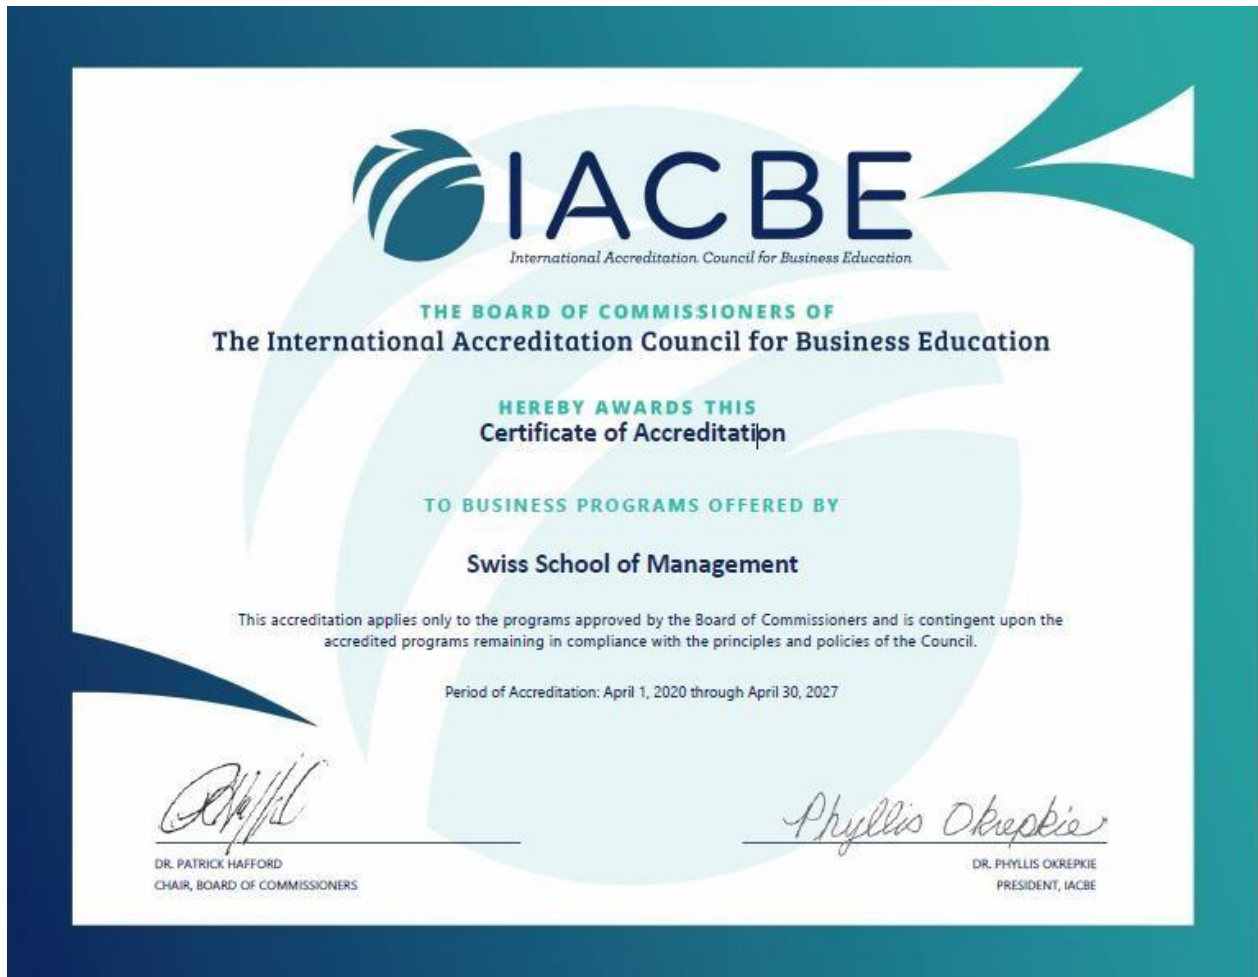 IACBE
International Accreditation Council for Business Education
THE BOARD OF COMMISSIONERS OF
The International Accreditation Council for Business Education
HEREBY AWARDS THIS
Certificate of Accreditation
TO BUSINESS PROGRAMS OFFERED BY
Swiss School of Management
This accreditation applies only to the programs approved by the Board of Commissioners and is contingent upon the
accredited programs remaining in compliance with the principles and policies of the Council.
Period of Accreditation: April 1, 2020 through April 30, 2027
Phyllis Okrepkie
DR. PATRICK HAFFORD
CHAIR, BOARD OF COMMISSIONERS
DR. PHYLLIS OKREPKIE
PRESIDENT, IACBE